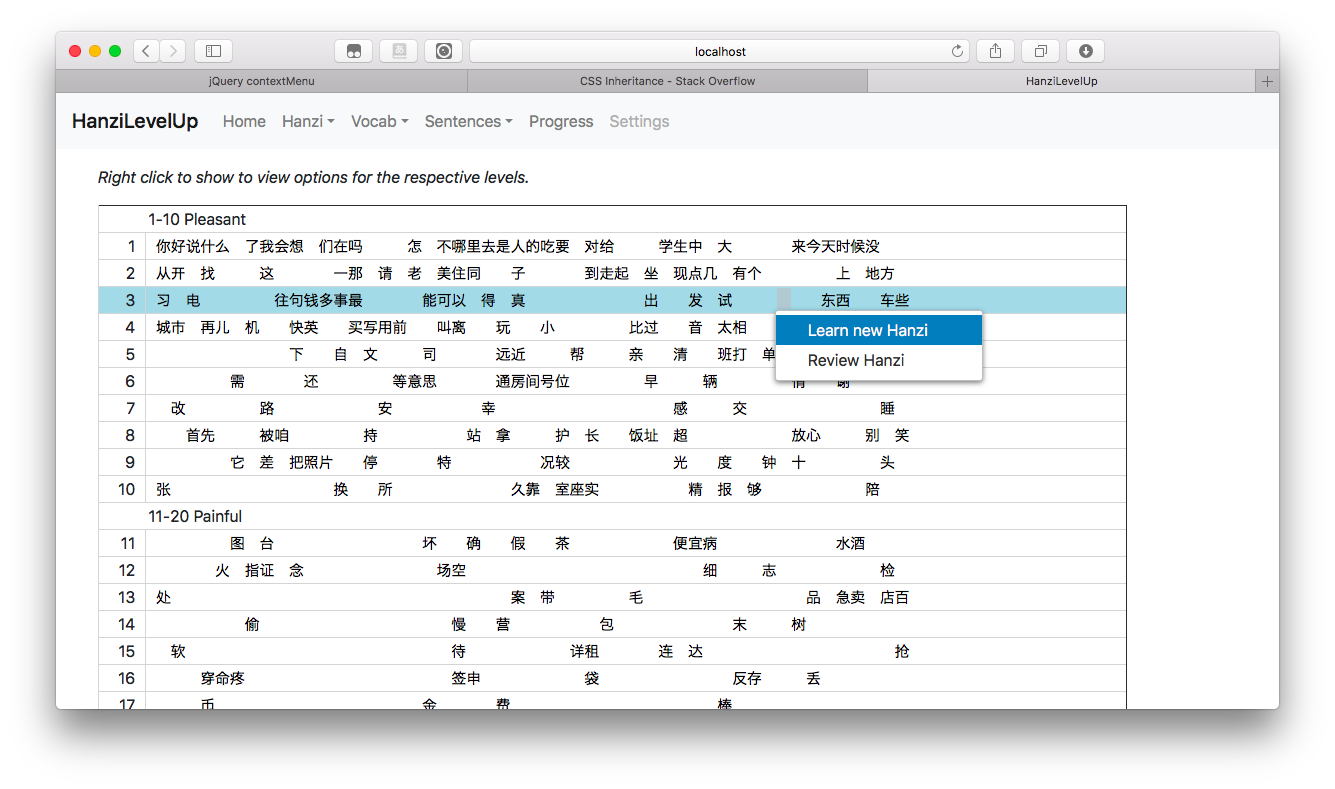 localhost
jQuery contextMenu CSS Inheritance - Stack Overflow HanziLevelUp
HanziLevelUp Home Hanzi Vocab Sentences Progress Settings
Right click to show to view options for the respective levels.
1-10 Pleasant
1 你好说什么 了我会想 们在吗 怎 不哪里去是人的吃要 对给 学生中 大 来今天时候没
2 从开 找 这 一那 请 老 美住同 子 到走起 坐 现点几 有个 上 地方
3 习 电 往句钱多事最 能可以 得 真 出 发 试 东西 车些
4 城市 再儿 机 快英 买写用前 叫离 玩 小 比过 音 太相
Learn new Hanzi
5 下 自 文 司 远近 帮 亲 清 班打 单
Review Hanzi
6 需 还 等意思 通房间号位 早 辆 情 谢
7 改 路 安 幸 感 交 睡
8 首先 被咱 持 站 拿 护 长 饭址 超 放心 别 笑
9 它 差 把照片 停 特 况较 光 度 钟 十 头
10 张 换 所 久靠 室座实 精 报 够 陪
11-20 Painful
11 图 台 坏 确 假 茶 便宜病 水酒
12 火 指证 念 场空 细 志 检
13 处 案 带 毛 品 急卖 店百
14 偷 慢 营 包 末 树
15 软 待 详租 连 达 抢
16 穿命疼 签申 袋 反存 丢
17 币 金 费 棒